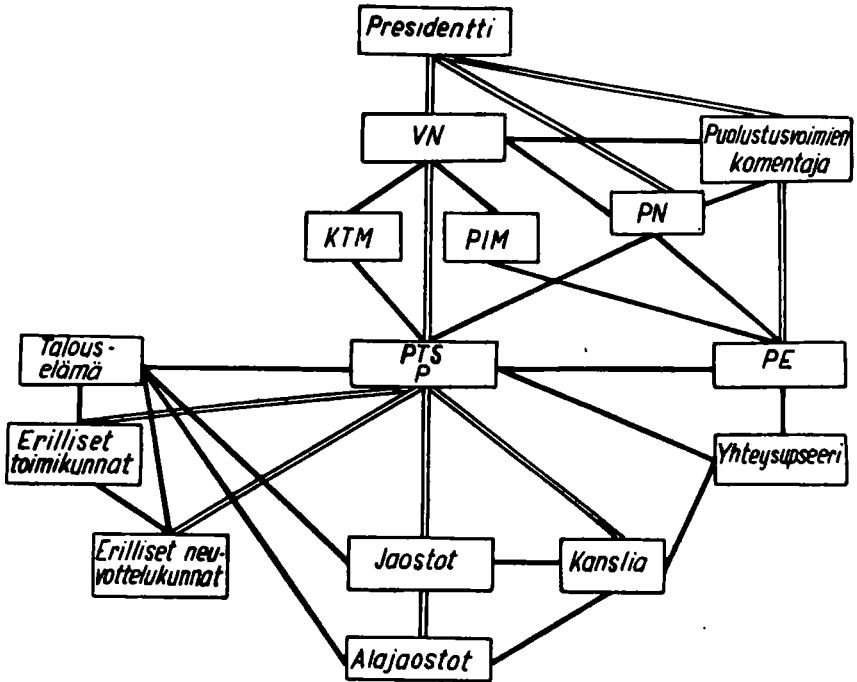 Presidentti
VN
Puolustusvoimien
komentaja
PN
KTM
PIM
Talous-
elämä
PTS
P
PE
Erilliset
toimikunnat
Yhteysupseeri
Erilliset neu-
vottelukunnat
Jaostot
Kanslia
Alajaostot